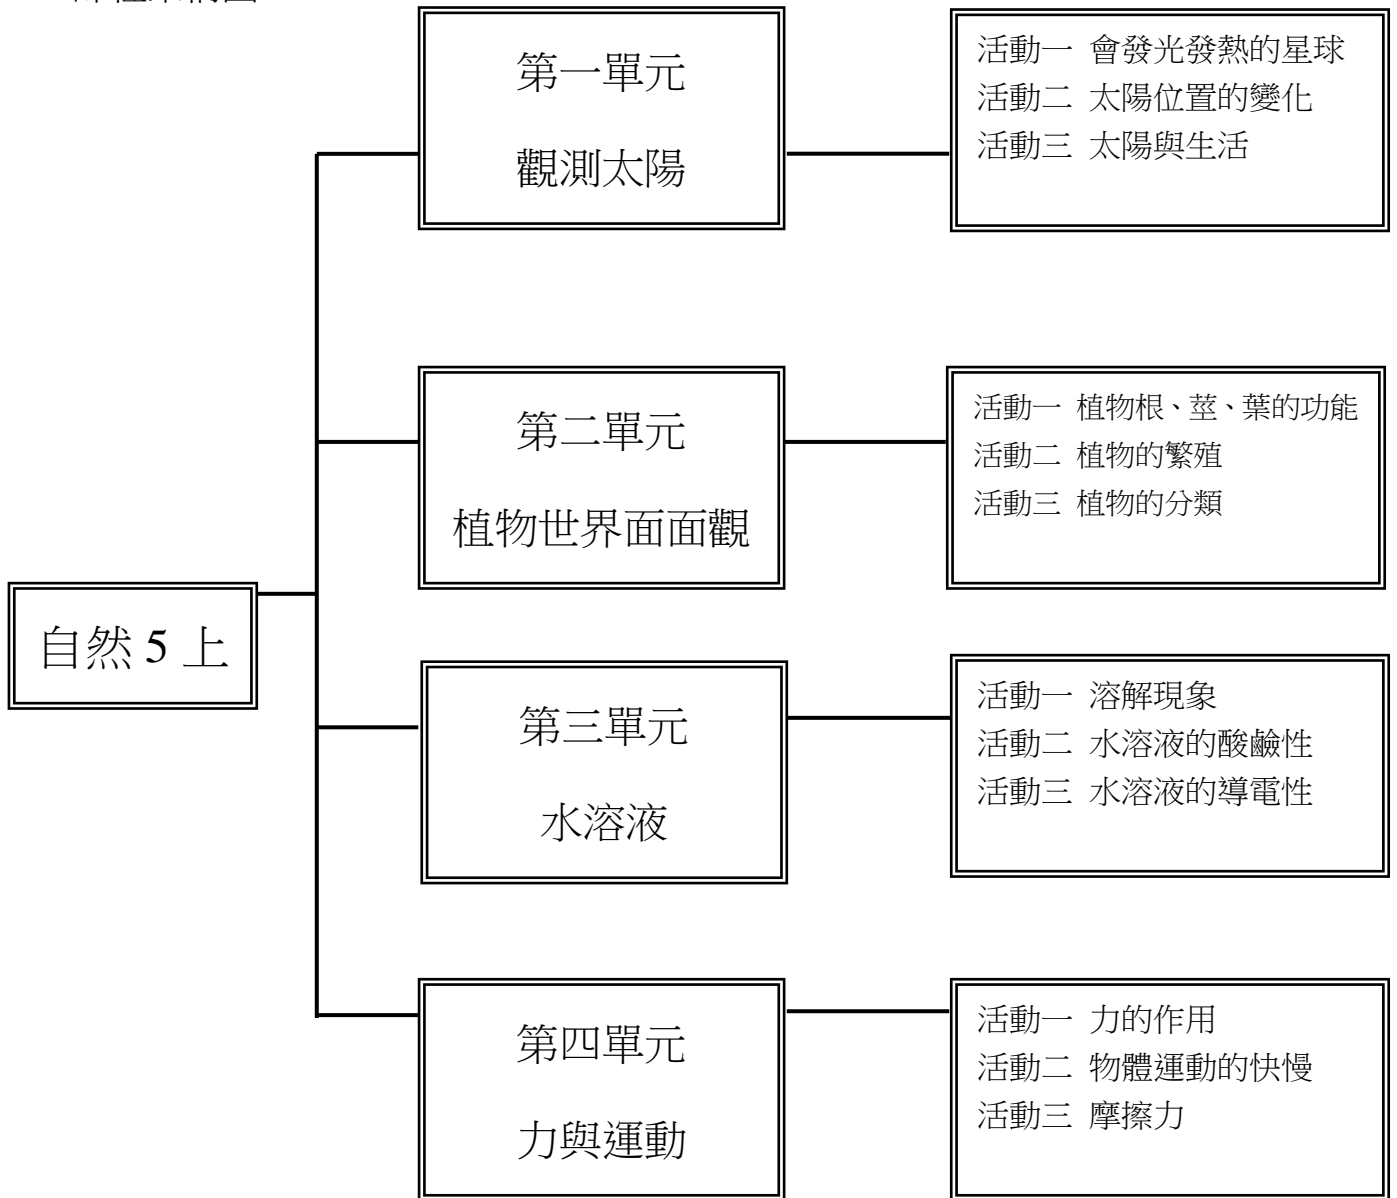 第一單元
觀測太陽
活動一 會發光發熱的星球
活動二 太陽位置的變化
活動三 太陽與生活
第二單元
植物世界面面觀
活動一 植物根、莖、葉的功能
活動二 植物的繁殖
活動三 植物的分類
自然 5 上
第三單元
水溶液
活動一 溶解現象
活動二 水溶液的酸鹼性
活動三 水溶液的導電性
第四單元
力與運動
活動一 力的作用
活動二 物體運動的快慢
活動三 摩擦力